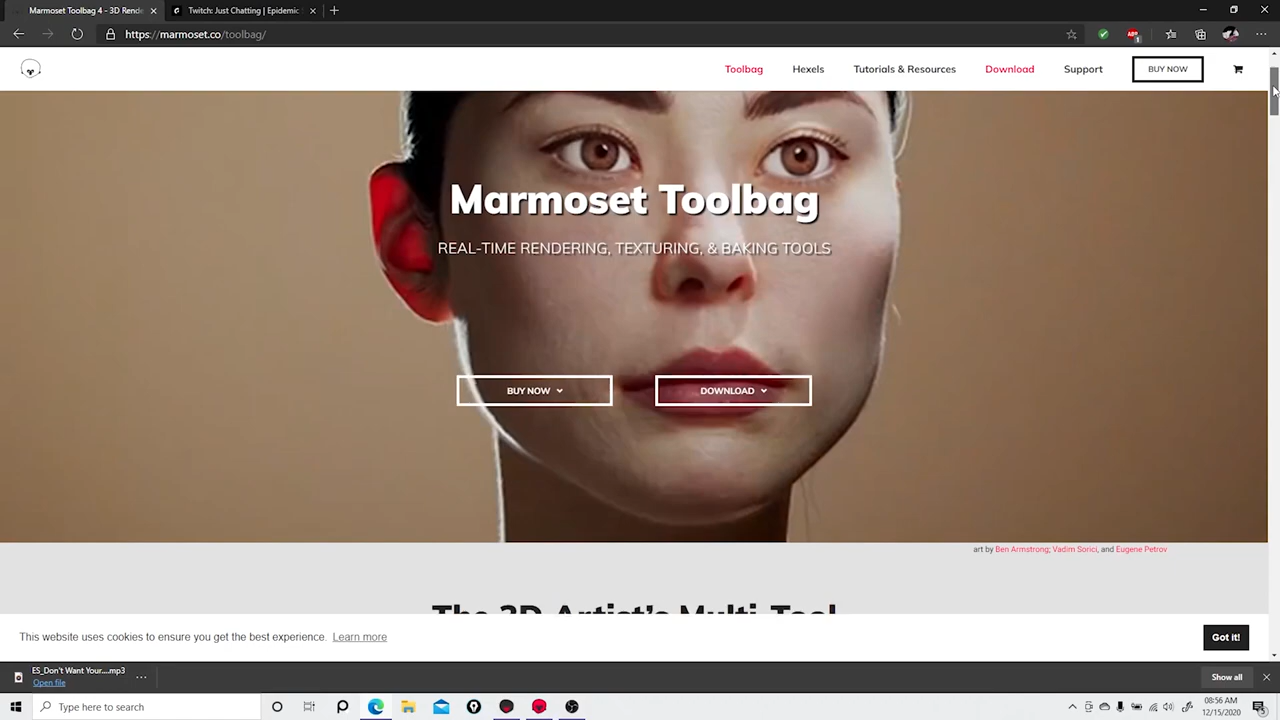 Marmoset Toolbag 4 - 3D Rende
Twitch: Just Chatting | Epidemic S
https://marmoset.co/toolbag/
ABP
1
Toolbag
Hexels
Tutorials & Resources
Download
Support
BUY NOW
Marmoset Toolbag
REAL-TIME RENDERING, TEXTURING, & BAKING TOOLS
BUY NOW
DOWNLOAD
art by Ben Armstrong; Vadim Sorici, and Eugene Petrov
The 3D Artist's Multi-Tool
This website uses cookies to ensure you get the best experience. Learn more
Got it!
ES_Don't Want Your....mp3
Open file
Show all
Type here to search
08:56 AM
12/15/2020